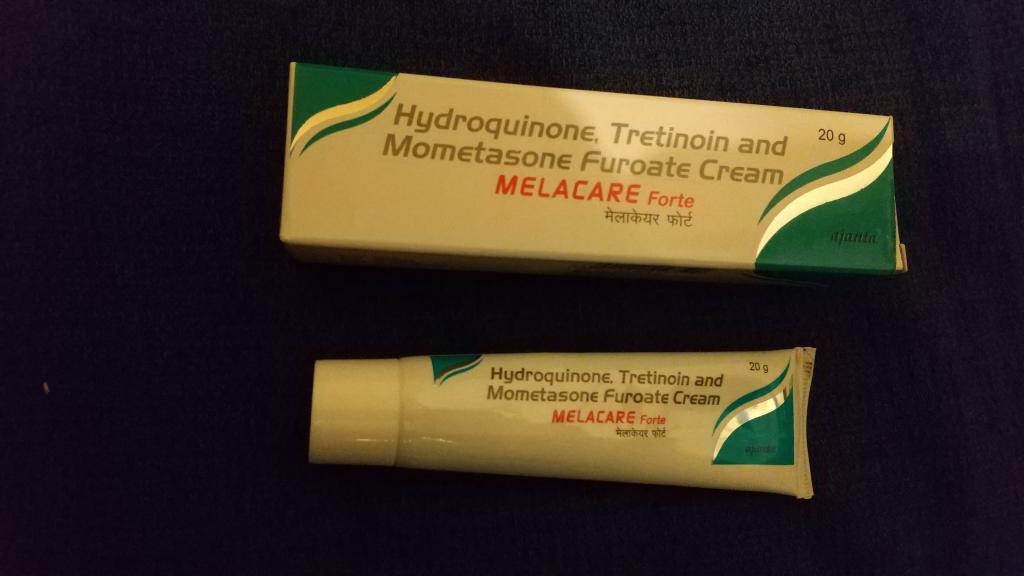 Hydroquinone, Tretinoin and
Mometasone Furoate Cream
20 g
MELACARE Forte
मेलाकेयर फोर्ट
ajanta
Hydroquinone, Tretinoin and
Mometasone Furoate Cream
20 g
MELACARE Forte
मेलाकेयर फोर्ट
ajanta